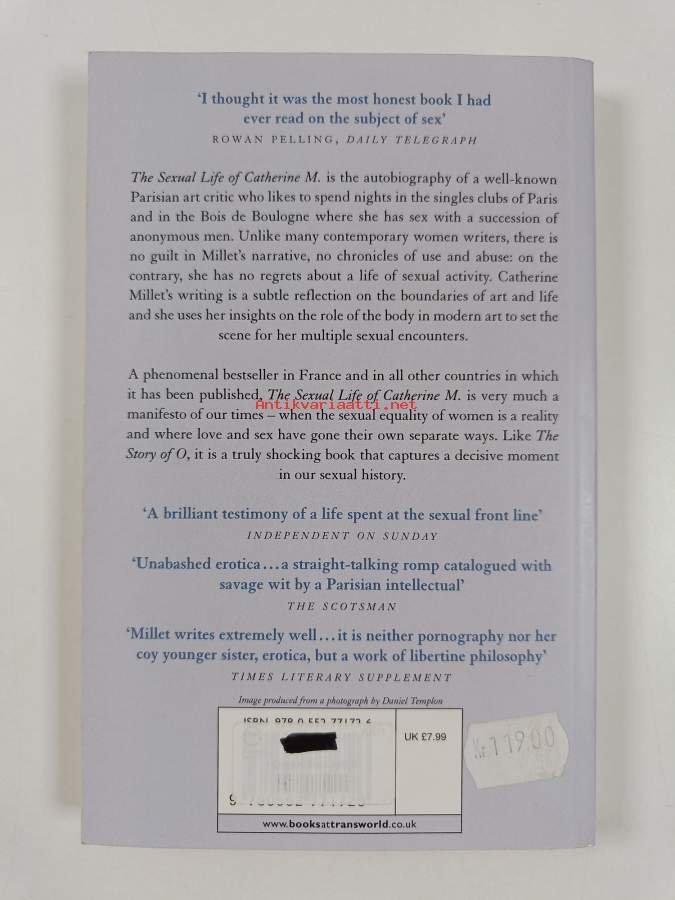 ‘I thought it was the most honest book I had
ever read on the subject of sex’
ROWAN PELLING, DAILY TELEGRAPH
The Sexual Life of Catherine M. is the autobiography of a well-known
Parisian art critic who likes to spend nights in the singles clubs of Paris
and in the Bois de Boulogne where she has sex with a succession of
anonymous men. Unlike many contemporary women writers, there is
no guilt in Millet’s narrative, no chronicles of use and abuse: on the
contrary, she has no regrets about a life of sexual activity. Catherine
Millet’s writing is a subtle reflection on the boundaries of art and life
and she uses her insights on the role of the body in modern art to set the
scene for her multiple sexual encounters.
A phenomenal bestseller in France and in all other countries in which
it has been published, The Sexual Life of Catherine M. is very much a
Antikvariaatti.net
manifesto of our times – when the sexual equality of women is a reality
and where love and sex have gone their own separate ways. Like The
Story of O, it is a truly shocking book that captures a decisive moment
in our sexual history.
‘A brilliant testimony of a life spent at the sexual front line’
INDEPENDENT ON SUNDAY
‘Unabashed erotica...a straight-talking romp catalogued with
savage wit by a Parisian intellectual’
THE SCOTSMAN
‘Millet writes extremely well...it is neither pornography nor her
coy younger sister, erotica, but a work of libertine philosophy’
TIMES LITERARY SUPPLEMENT
Image produced from a photograph by Daniel Templon
ISBN 978 0 552 77172 6
UK £7.99
Kr 119.00
www.booksattransworld.co.uk